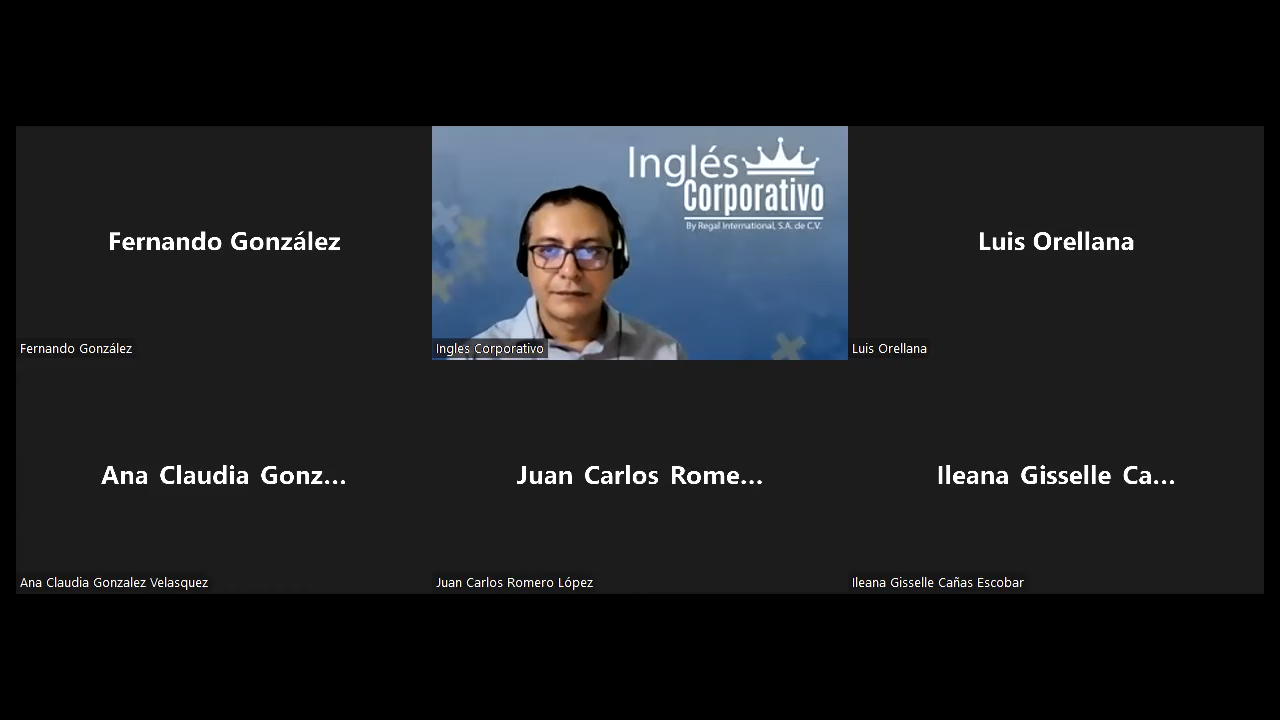 Fernando González
Fernando González
Inglés
Corporativo
By Regal International, S.A. de C.V.
Ingles Corporativo
Luis Orellana
Luis Orellana
Ana Claudia Gonz...
Ana Claudia Gonzalez Velasquez
Juan Carlos Rome...
Juan Carlos Romero López
Ileana Gisselle Ca...
Ileana Gisselle Cañas Escobar